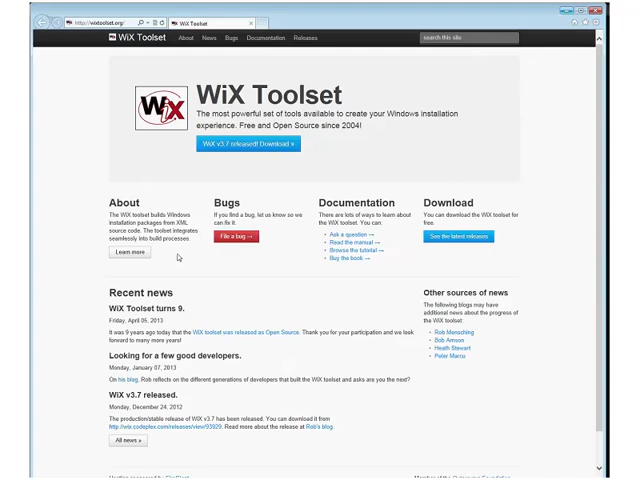 http://wixtoolset.org/
WiX Toolset
WiX Toolset
About
News
Bugs
Documentation
Releases
search this site
WiX
WiX Toolset
The most powerful set of tools available to create your Windows installation
experience. Free and Open Source since 2004!
WiX v3.7 released! Download »
About
The WiX toolset builds Windows
installation packages from XML
source code. The toolset integrates
seamlessly into build processes.
Learn more
Bugs
If you find a bug, let us know so we
can fix it.
File a bug →
Documentation
There are lots of ways to learn about
the WiX toolset. You can:
• Ask a question →
• Read the manual →
• Browse the tutorial →
• Buy the book →
Download
You can download the WiX toolset for
free.
See the latest releases
Recent news
WiX Toolset turns 9.
Friday, April 05, 2013
It was 9 years ago today that the WiX toolset was released as Open Source. Thank you for your participation and we look
forward to many more years!
Looking for a few good developers.
Monday, January 07, 2013
On his blog, Rob reflects on the different generations of developers that built the WiX toolset and asks are you the next?
WiX v3.7 released.
Monday, December 24, 2012
The production/stable release of WiX v3.7 has been released. You can download it from
http://wix.codeplex.com/releases/view/93929. Read more about the release at Rob's blog.
All news »
Other sources of news
The following blogs may have
additional news about the progress of
the WiX toolset:
• Rob Mensching
• Bob Arnson
• Heath Stewart
• Peter Marcu